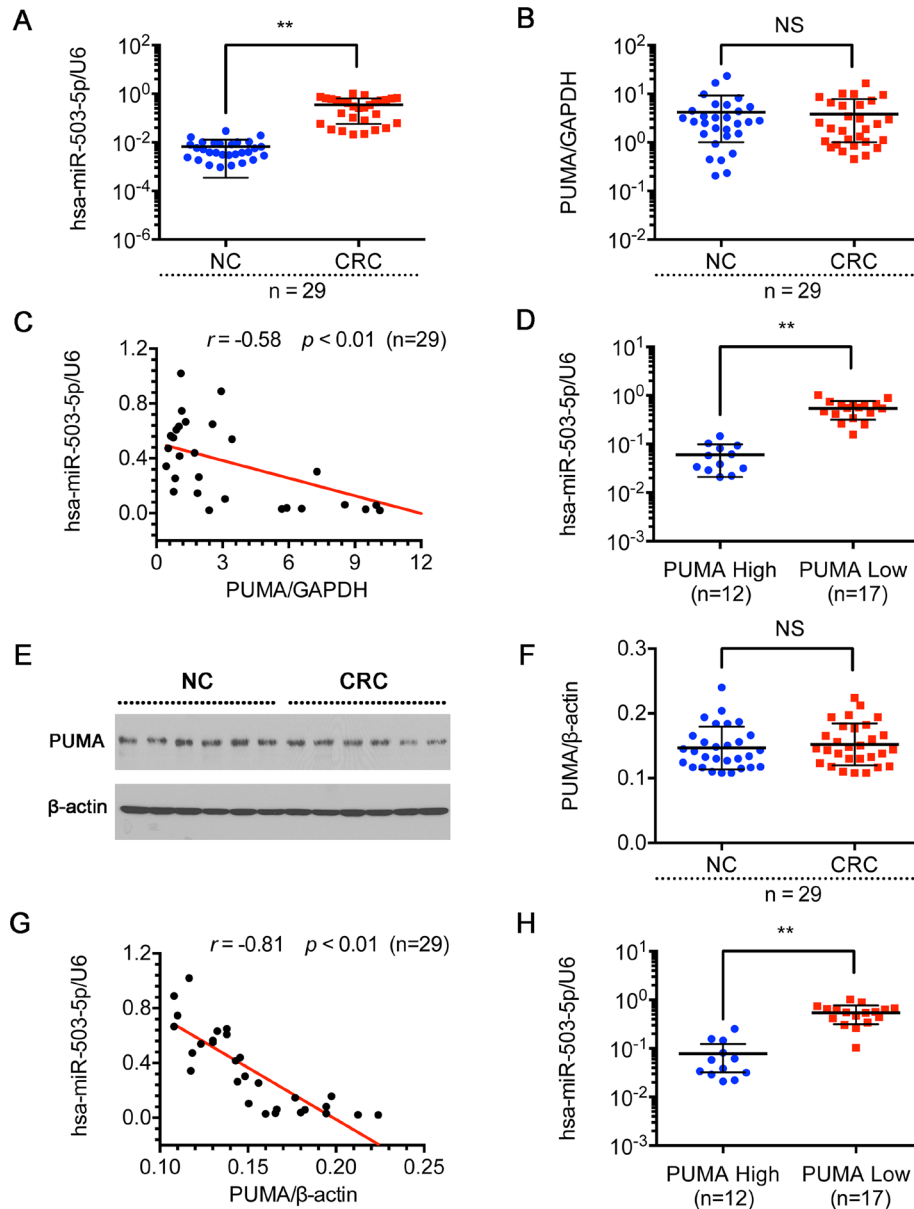 A
hsa-miR-503-5p/U6
**
10²
10⁰
10⁻²
10⁻⁴
10⁻⁶
NC CRC
n = 29
B
PUMA/GAPDH
NS
10²
10¹
10⁰
10⁻¹
10⁻²
NC CRC
n = 29
C
r = -0.58 p < 0.01 (n=29)
hsa-miR-503-5p/U6
1.2
0.8
0.4
0.0
0 3 6 9 12
PUMA/GAPDH
D
hsa-miR-503-5p/U6
**
10¹
10⁰
10⁻¹
10⁻²
10⁻³
PUMA High PUMA Low
(n=12) (n=17)
E
NC CRC
PUMA
β-actin
F
PUMA/β-actin
NS
0.3
0.2
0.1
0.0
NC CRC
n = 29
G
r = -0.81 p < 0.01 (n=29)
hsa-miR-503-5p/U6
1.2
0.8
0.4
0.0
0.10 0.15 0.20 0.25
PUMA/β-actin
H
hsa-miR-503-5p/U6
**
10¹
10⁰
10⁻¹
10⁻²
10⁻³
PUMA High PUMA Low
(n=12) (n=17)